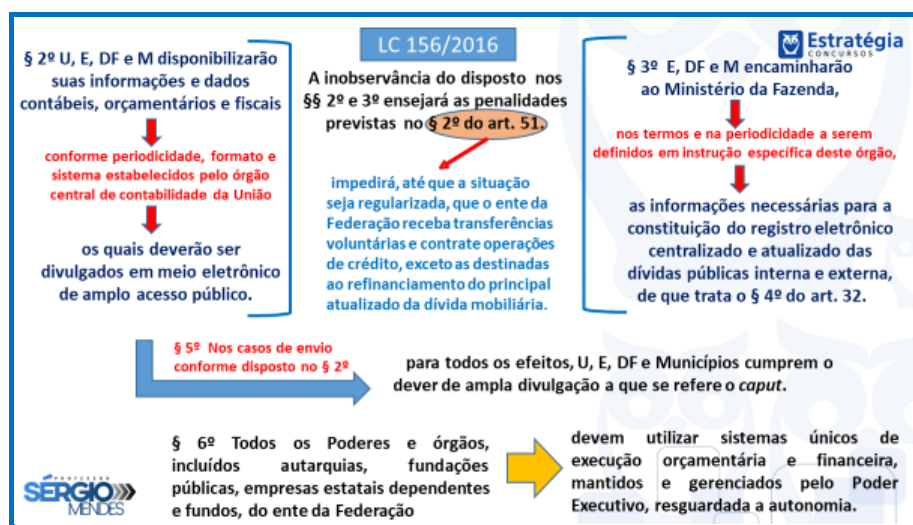 LC 156/2016
Estratégia
CONCURSOS
§ 2º U, E, DF e M disponibilizarão
suas informações e dados
contábeis, orçamentários e fiscais
conforme periodicidade, formato e
sistema estabelecidos pelo órgão
central de contabilidade da União
os quais deverão ser
divulgados em meio eletrônico
de amplo acesso público.
A inobservância do disposto nos
§§ 2º e 3º ensejará as penalidades
previstas no § 2º do art. 51.
impedirá, até que a situação
seja regularizada, que o ente da
Federação receba transferências
voluntárias e contrate operações
de crédito, exceto as destinadas
ao refinanciamento do principal
atualizado da dívida mobiliária.
§ 3º E, DF e M encaminharão
ao Ministério da Fazenda,
nos termos e na periodicidade a serem
definidos em instrução específica deste órgão,
as informações necessárias para a
constituição do registro eletrônico
centralizado e atualizado das
dívidas públicas interna e externa,
de que trata o § 4º do art. 32.
§ 5º Nos casos de envio
conforme disposto no § 2º
para todos os efeitos, U, E, DF e Municípios cumprem o
dever de ampla divulgação a que se refere o caput.
§ 6º Todos os Poderes e órgãos,
incluídos autarquias, fundações
públicas, empresas estatais dependentes
e fundos, do ente da Federação
devem utilizar sistemas únicos de
execução orçamentária e financeira,
mantidos e gerenciados pelo Poder
Executivo, resguardada a autonomia.
PROFESSOR
SÉRGIO
MENDES